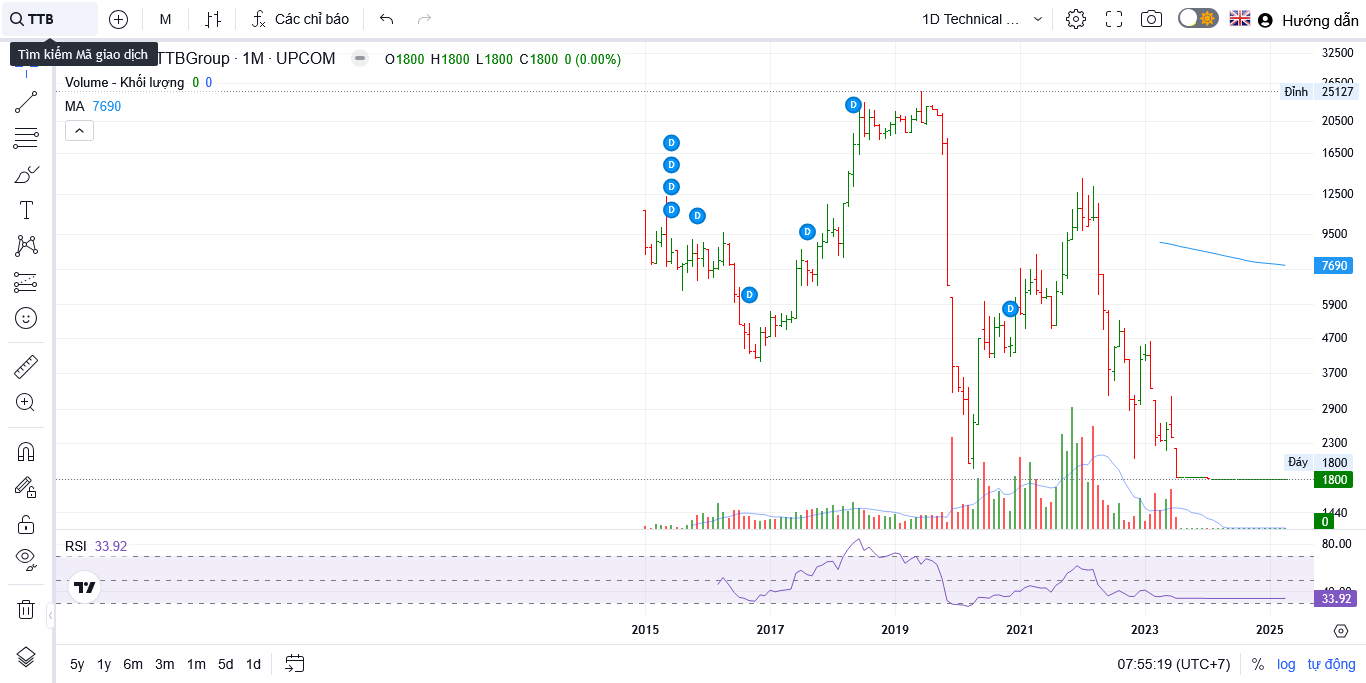 TTB
M
Các chỉ báo
1D Technical ...
Hướng dẫn
Tìm kiếm Mã giao dịch
TTBGroup · 1M · UPCOM
O1800 H1800 L1800 C1800 0 (0.00%)
Volume - Khối lượng 0 0
MA 7690
32500
26500
Đỉnh 25127
20500
16500
12500
9500
7690
5900
4700
3700
2900
2300
Đáy 1800
1800
1440
0
D
D
D
D
D
D
D
D
D
RSI 33.92
80.00
40.00
33.92
2015 2017 2019 2021 2023 2025
5y 1y 6m 3m 1m 5d 1d
07:55:19 (UTC+7) % log tự động